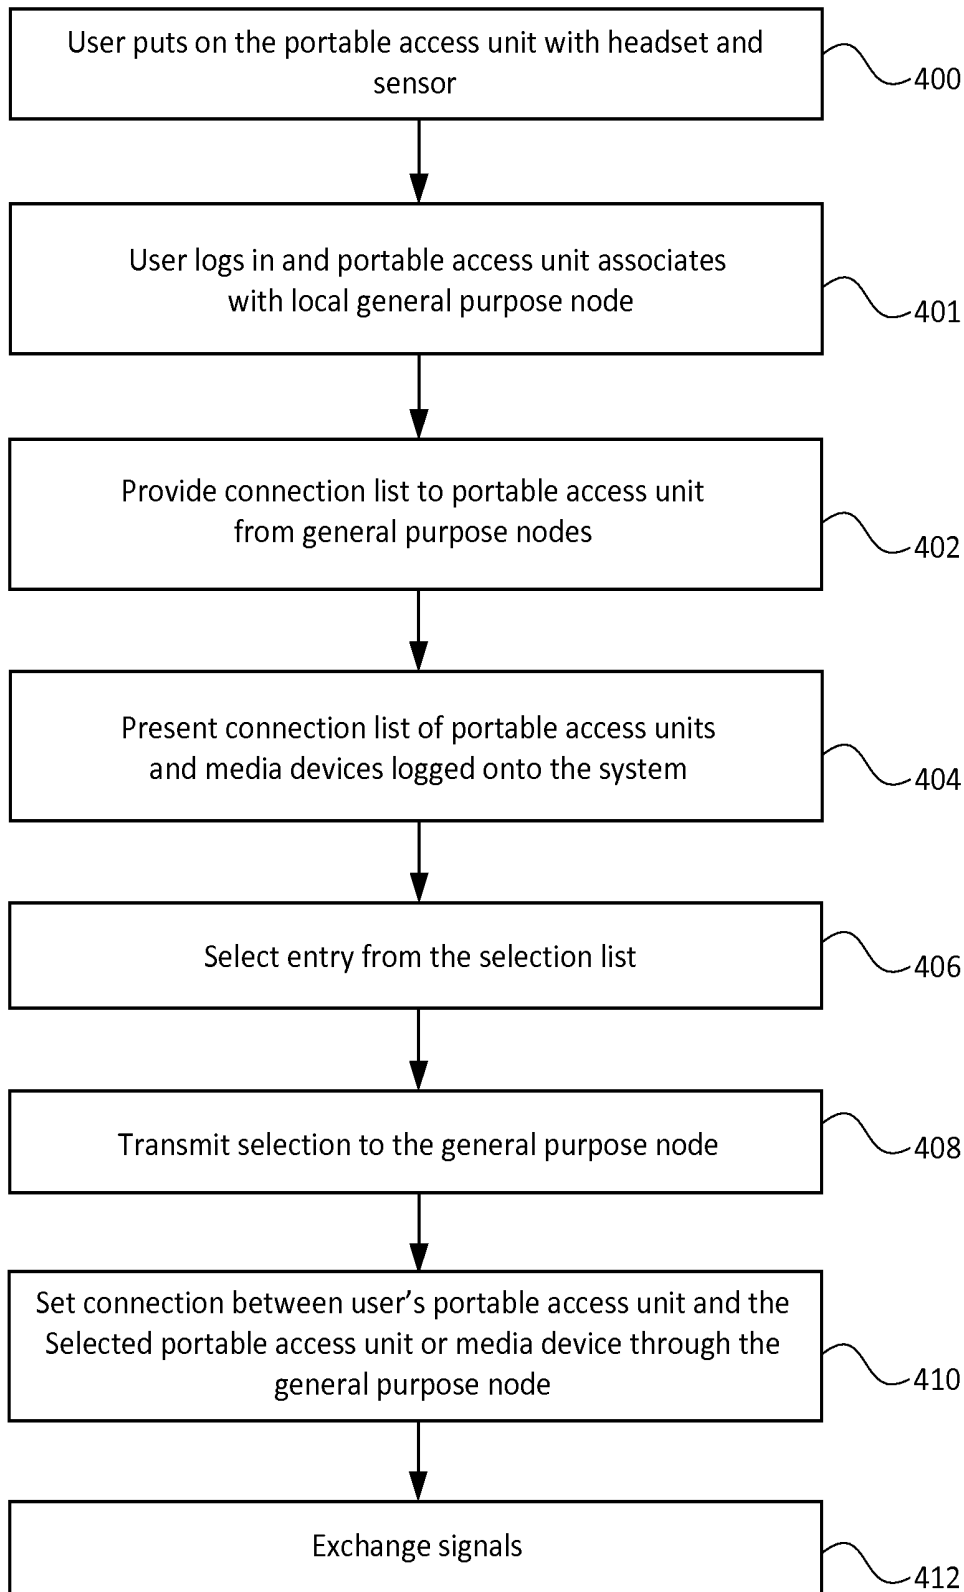 User puts on the portable access unit with headset and
sensor
400
User logs in and portable access unit associates
with local general purpose node
401
Provide connection list to portable access unit
from general purpose nodes
402
Present connection list of portable access units
and media devices logged onto the system
404
Select entry from the selection list
406
Transmit selection to the general purpose node
408
Set connection between user’s portable access unit and the
Selected portable access unit or media device through the
general purpose node
410
Exchange signals
412